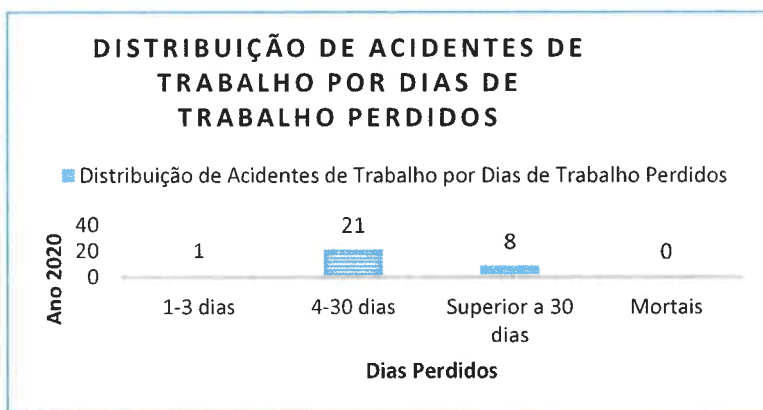 DISTRIBUIÇÃO DE ACIDENTES DE
TRABALHO POR DIAS DE
TRABALHO PERDIDOS
Distribuição de Acidentes de Trabalho por Dias de Trabalho Perdidos
Ano 2020
40
20
0
1
21
8
0
1-3 dias
4-30 dias
Superior a 30
dias
Mortais
Dias Perdidos